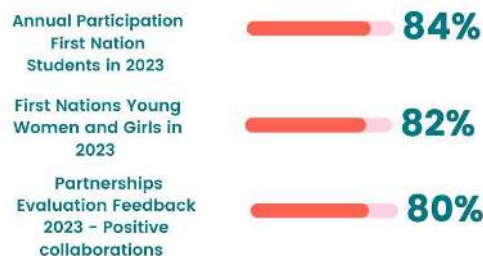 Annual Participation
First Nation
Students in 2023
84%
First Nations Young
Women and Girls in
2023
82%
Partnerships
Evaluation Feedback
2023 - Positive
collaborations
80%